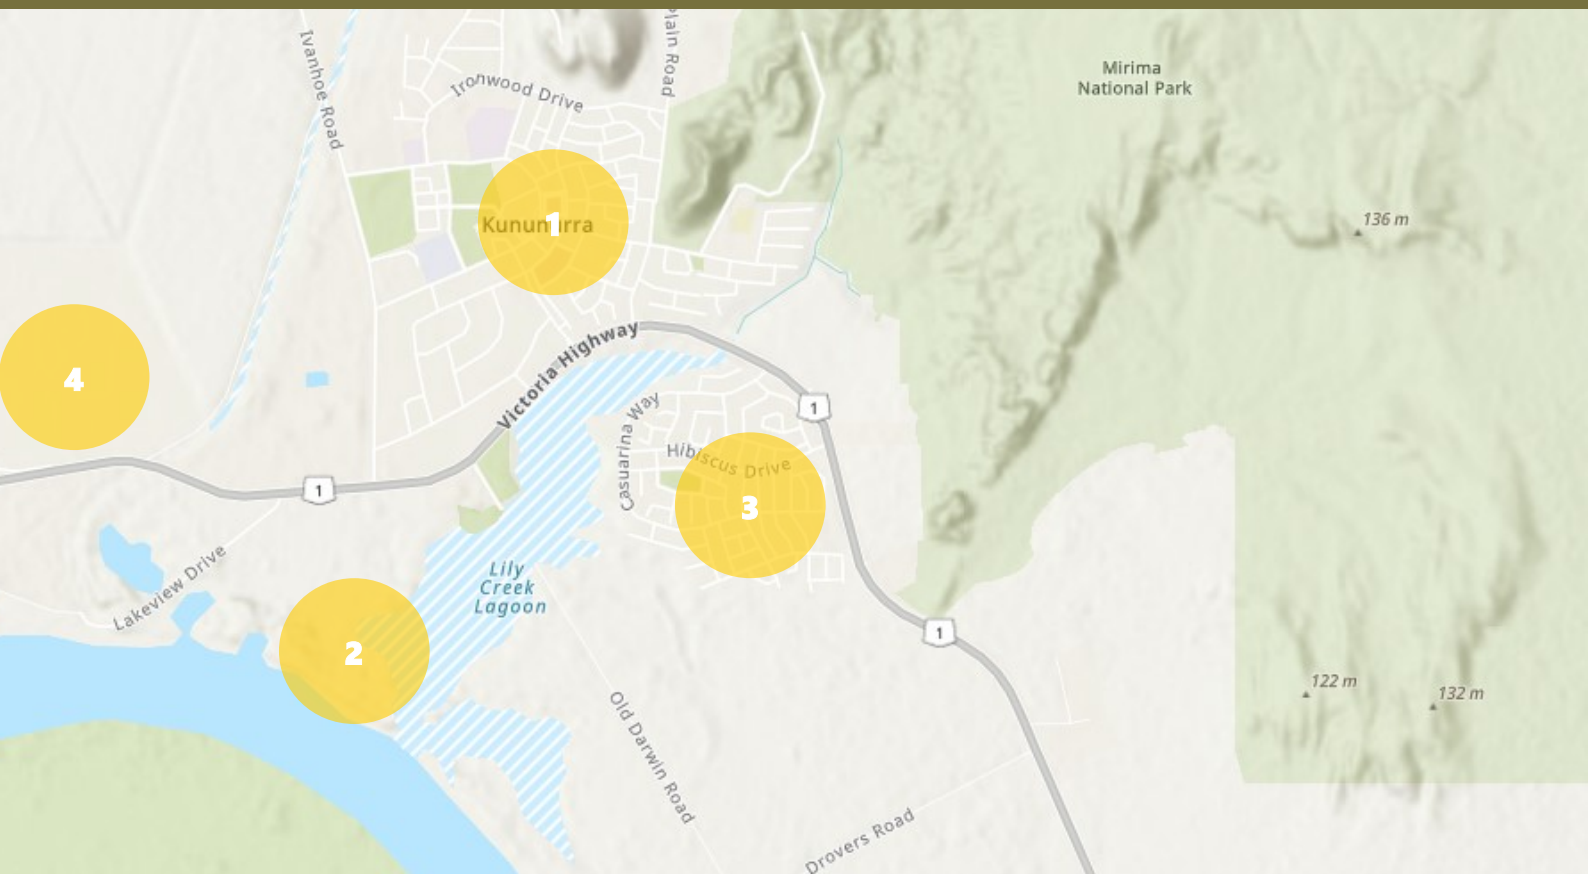 Ivanhoe Road
Ironwood Drive
Plain Road
Mirima
National Park
136 m
1
Kununurra
4
Victoria Highway
1
Casuarina Way
Hibiscus Drive
1
3
Lily
Creek
Lagoon
Lakeview Drive
2
1
122 m
132 m
Old Darwin Road
Drovers Road